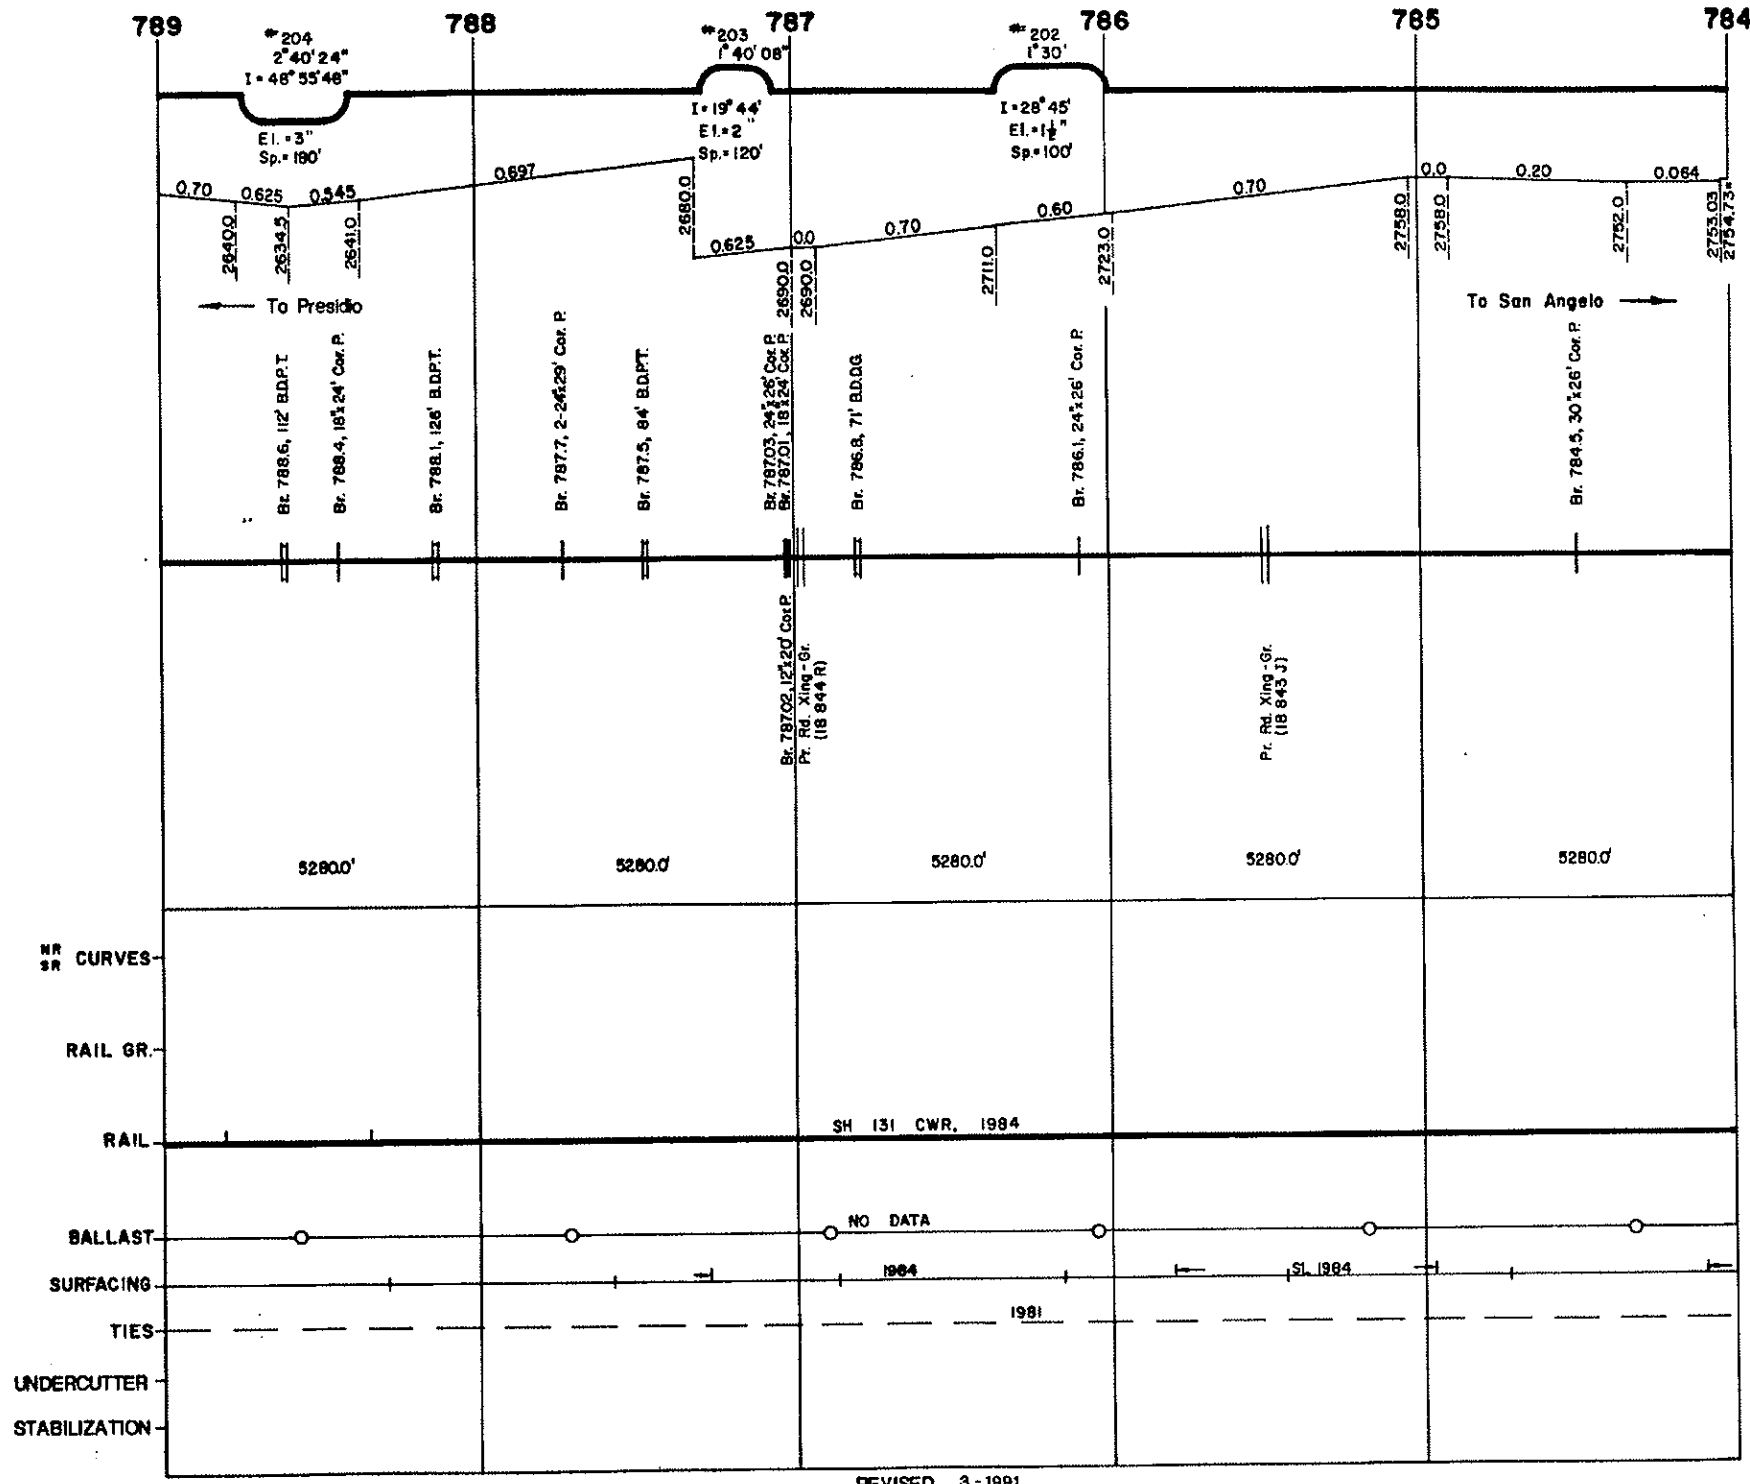 789 788 787 786 785 784
#204
2°40'24"
I=48°55'48"
El.=3"
Sp.=180'
#203
1°40'08"
I=19°44'
El.=2"
Sp.=120'
#202
1°30'
I=28°45'
El.=1½"
Sp.=100'
0.70 0.625 0.545 0.697 0.625 0.0 0.70 0.60 0.70 0.0 0.20 0.064
2640.0
2634.5
2641.0
2680.0
2690.0
2690.0
2711.0
2723.0
2758.0
2758.0
2752.0
2753.03
2754.73*
To Presidio
To San Angelo
Br. 788.6, 112' B.D.P.T.
Br. 788.4, 18"x24' Cor. P.
Br. 788.1, 126' B.D.P.T.
Br. 787.7, 2-24"x29' Cor. P.
Br. 787.5, 84' B.D.P.T.
Br. 787.03, 24"x26' Cor. P.
Br. 787.01, 18"x24' Cor. P.
Br. 786.8, 71' B.D.D.G.
Br. 786.1, 24"x26' Cor. P.
Br. 784.5, 30"x26' Cor. P.
Br. 787.02, 12"x20' Cor. P.
Pr. Rd. Xing-Gr.
(18 844 R)
Pr. Rd. Xing-Gr.
(18 843 J)
5280.0' 5280.0' 5280.0' 5280.0' 5280.0'
NR
SR
CURVES
RAIL GR.
RAIL
SH 131 CWR, 1984
BALLAST
NO DATA
SURFACING
1984
SL 1984
TIES
1981
UNDERCUTTER
STABILIZATION
REVISED 3-1991